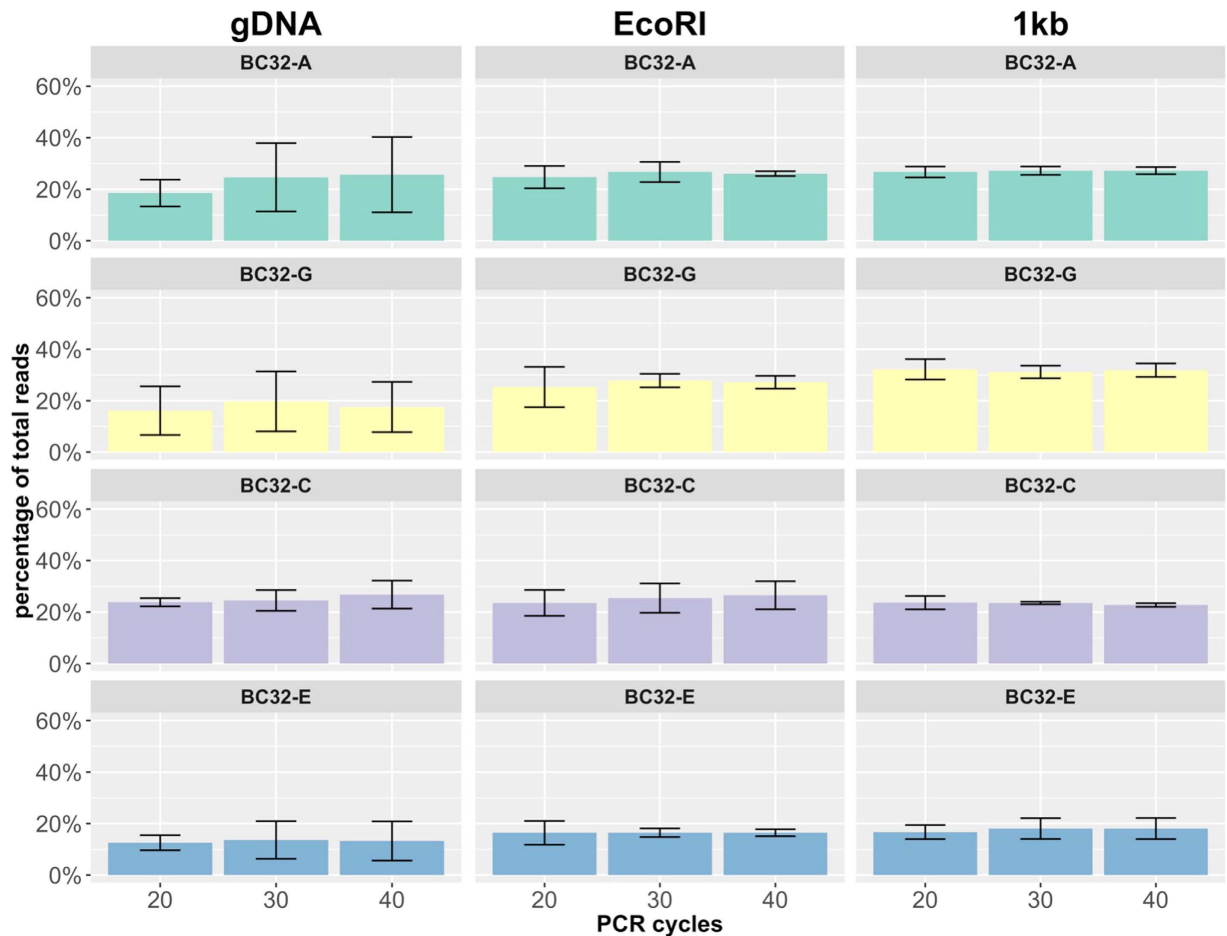 gDNA EcoRI 1kb
BC32-A BC32-A BC32-A
60%
40%
20%
0%
BC32-G BC32-G BC32-G
60%
40%
20%
0%
BC32-C BC32-C BC32-C
60%
40%
20%
0%
BC32-E BC32-E BC32-E
60%
40%
20%
0%
percentage of total reads
20 30 40 20 30 40 20 30 40
PCR cycles